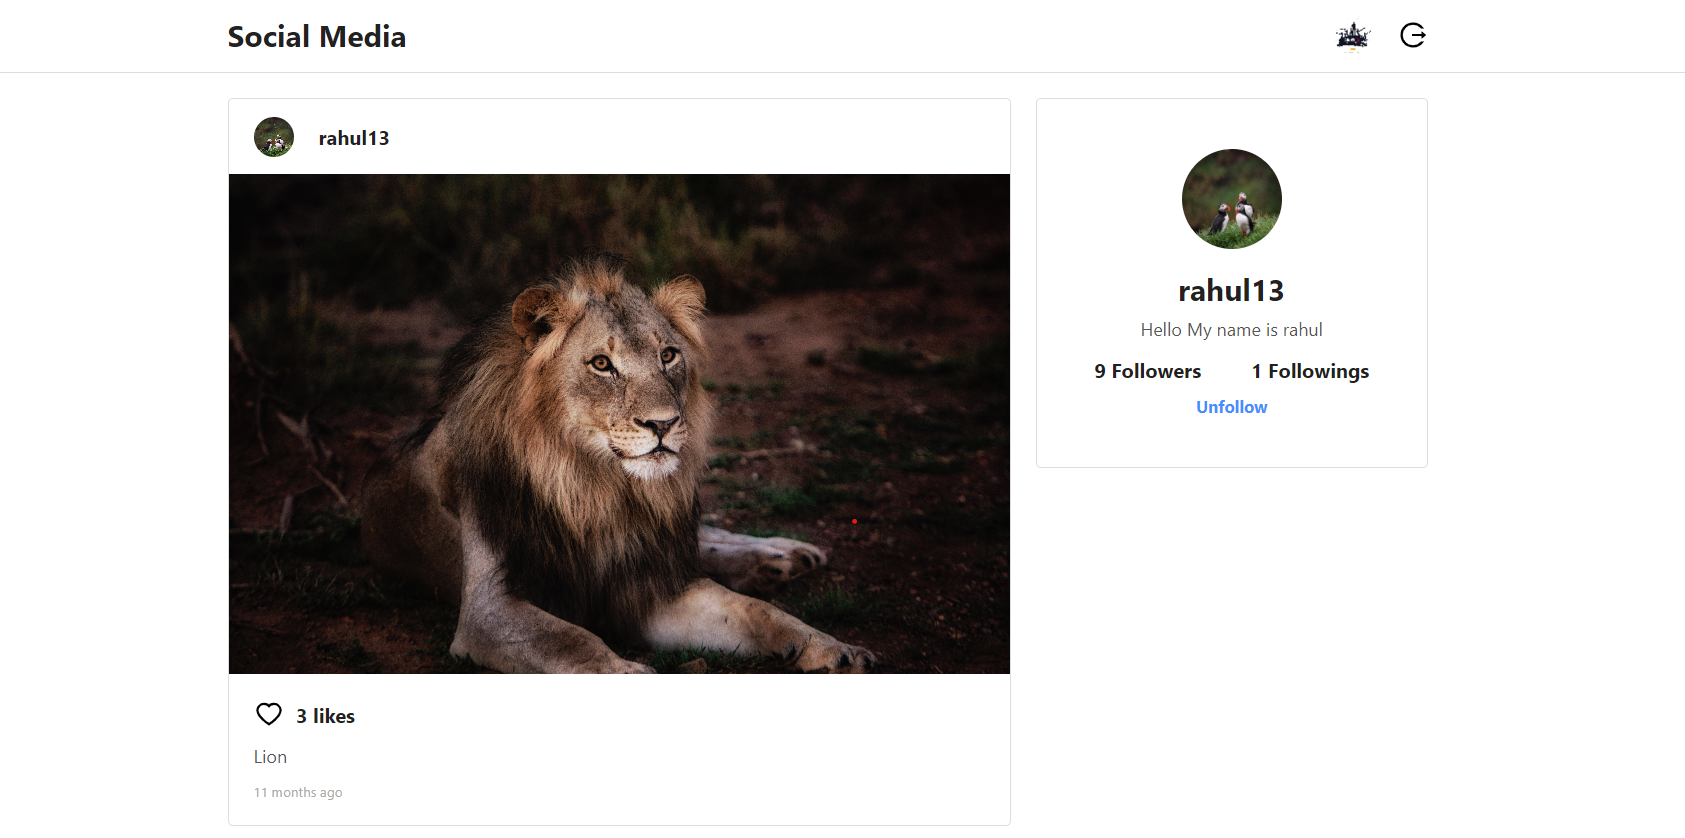 Social Media
rahul13
3 likes
Lion
11 months ago
rahul13
Hello My name is rahul
9 Followers 1 Followings
Unfollow